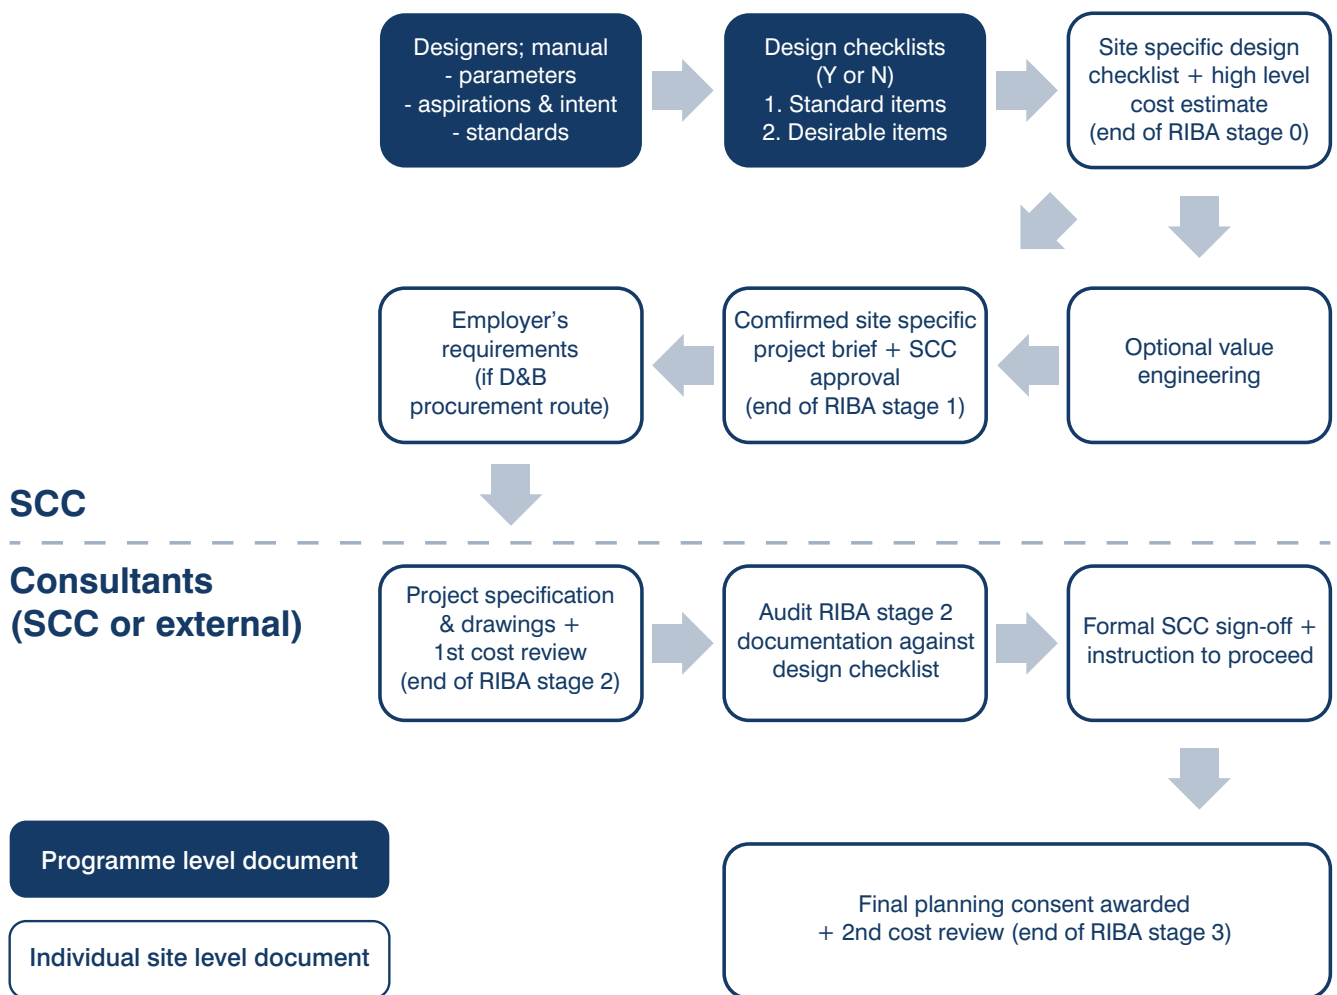 Designers; manual
- parameters
- aspirations & intent
- standards
Design checklists
(Y or N)
1. Standard items
2. Desirable items
Site specific design
checklist + high level
cost estimate
(end of RIBA stage 0)
Employer's
requirements
(if D&B
procurement route)
Comfirmed site specific
project brief + SCC
approval
(end of RIBA stage 1)
Optional value
engineering
SCC
Consultants
(SCC or external)
Project specification
& drawings +
1st cost review
(end of RIBA stage 2)
Audit RIBA stage 2
documentation against
design checklist
Formal SCC sign-off +
instruction to proceed
Programme level document
Individual site level document
Final planning consent awarded
+ 2nd cost review (end of RIBA stage 3)